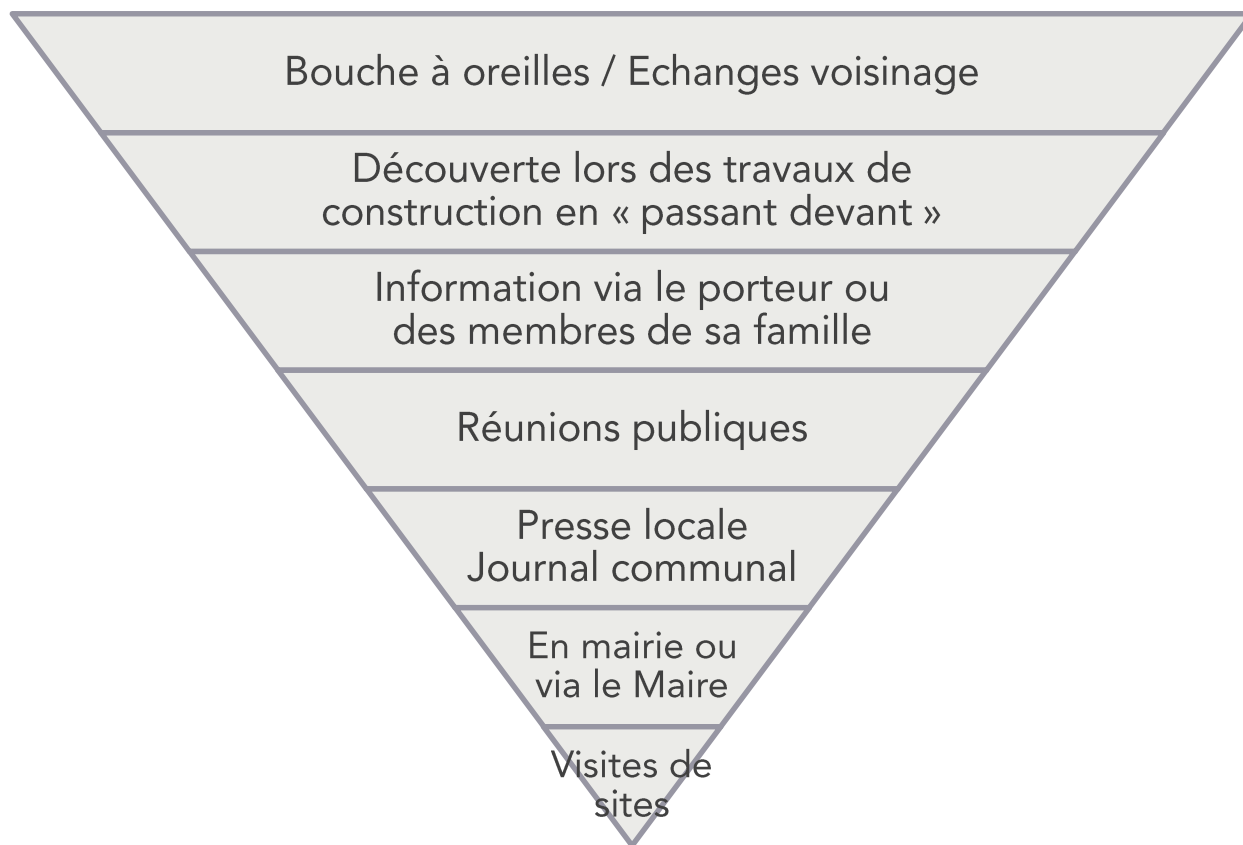 Bouche à oreilles / Echanges voisinage
Découverte lors des travaux de
construction en « passant devant »
Information via le porteur ou
des membres de sa famille
Réunions publiques
Presse locale
Journal communal
En mairie ou
via le Maire
Visites de
sites